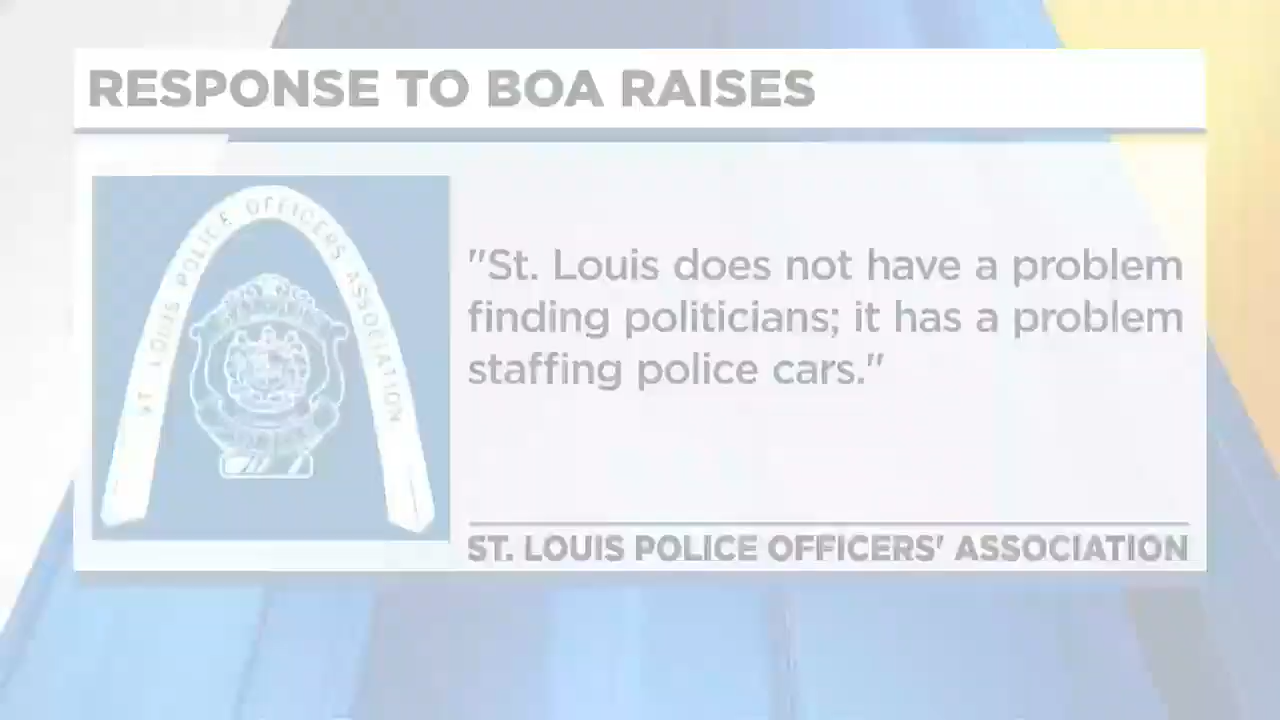 RESPONSE TO BOA RAISES
ST. LOUIS POLICE OFFICERS ASSOCIATION
"St. Louis does not have a problem
finding politicians; it has a problem
staffing police cars."
ST. LOUIS POLICE OFFICERS' ASSOCIATION